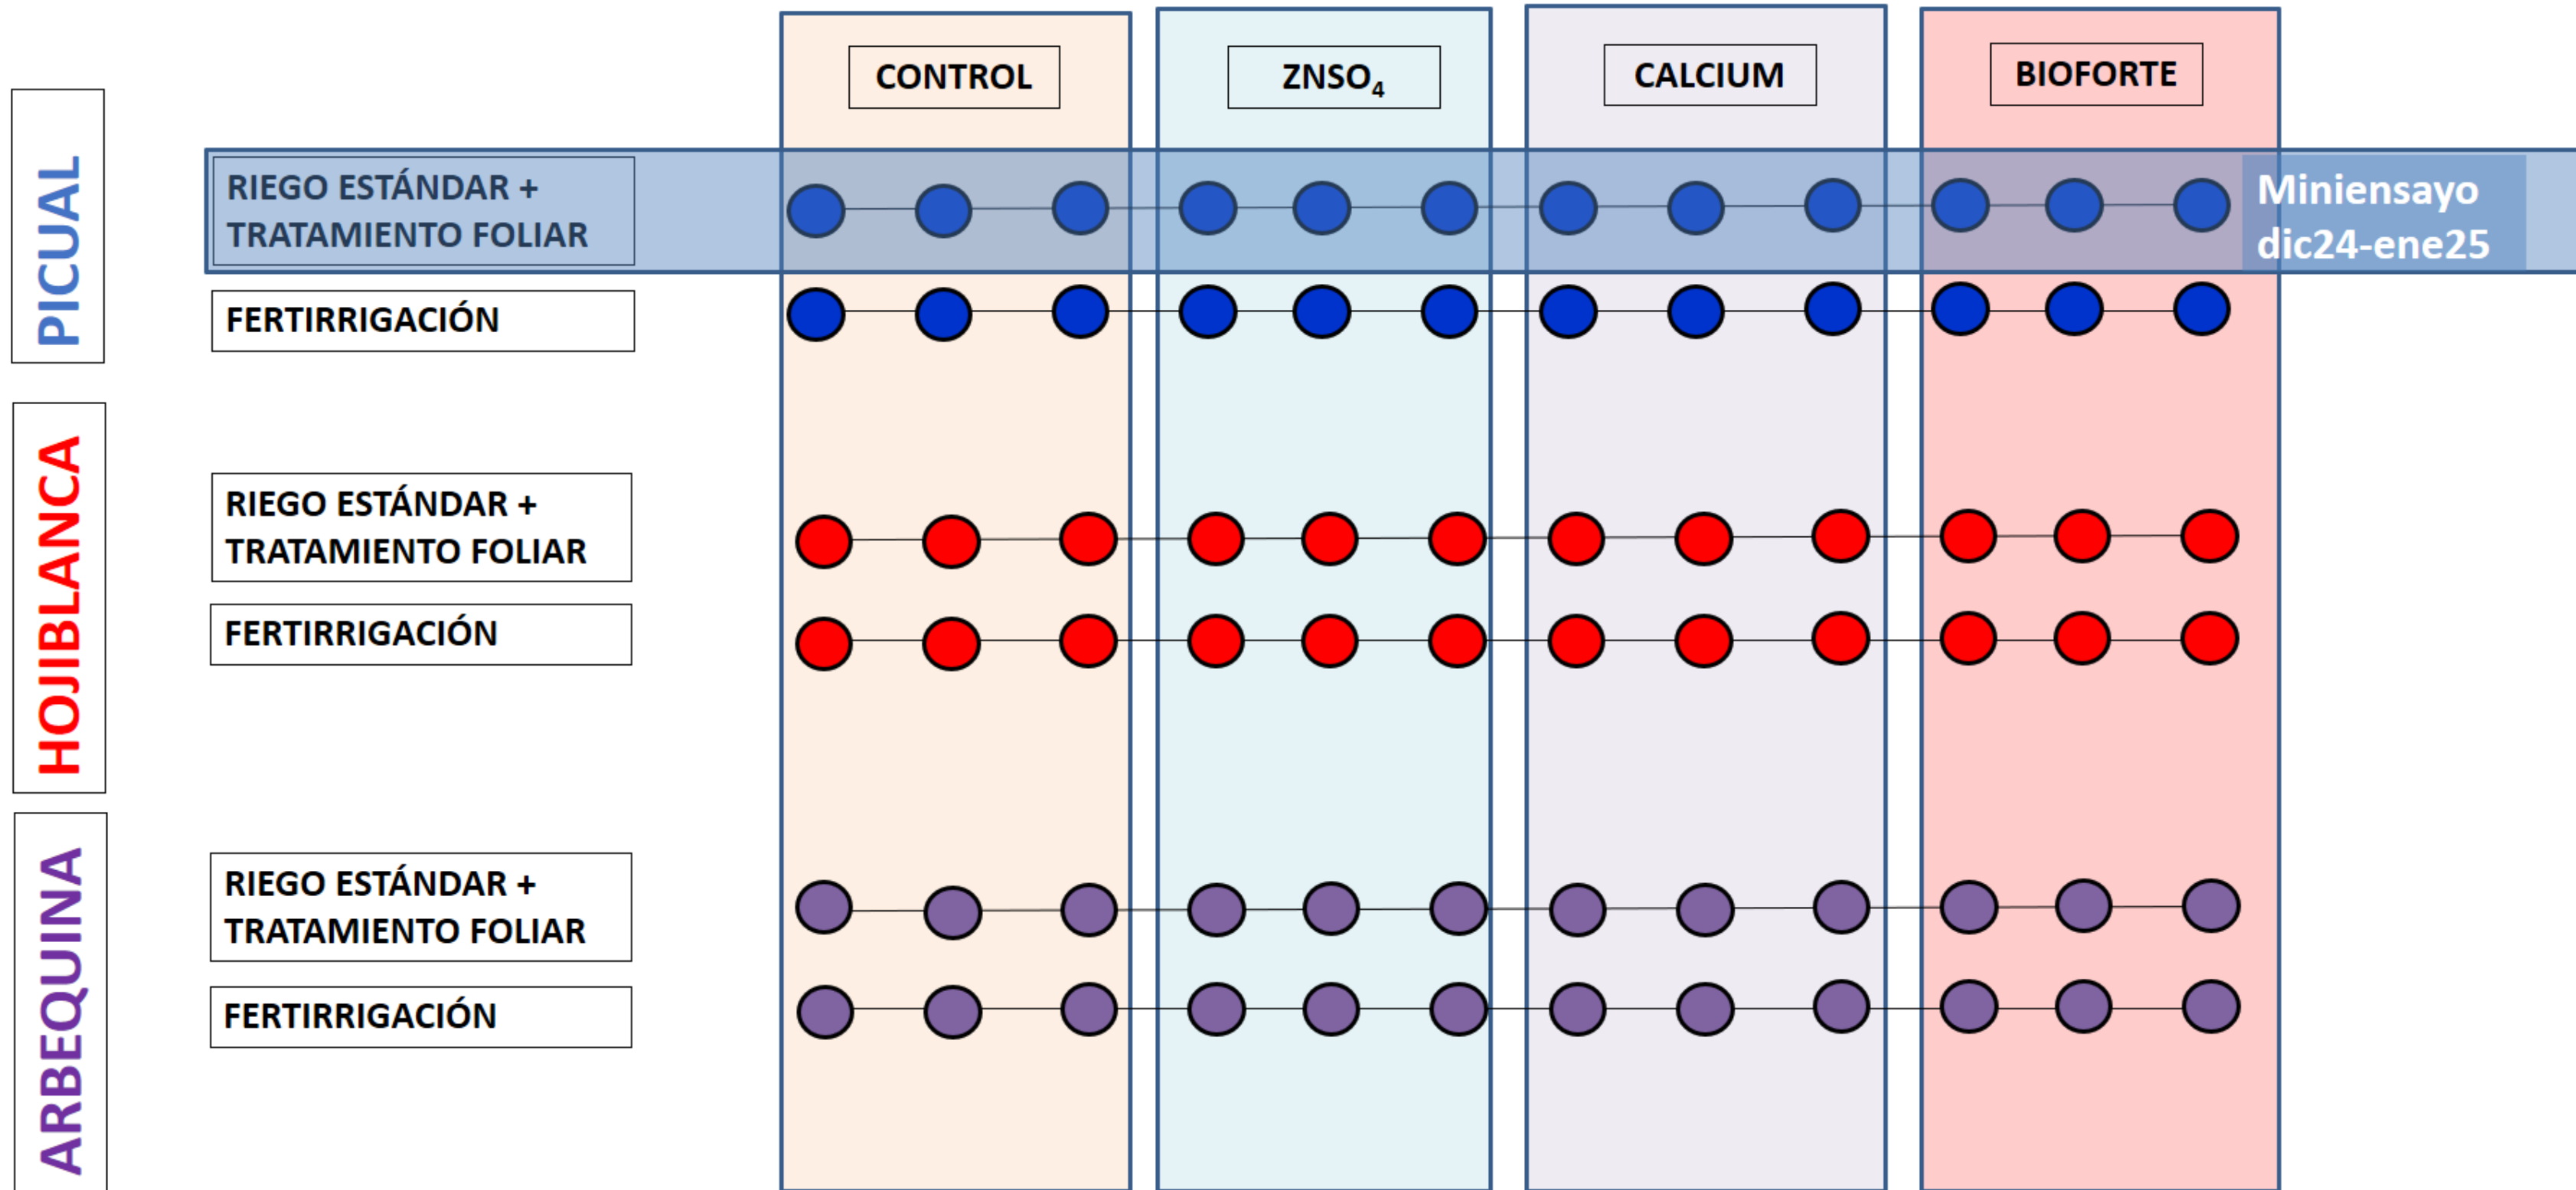 CONTROL
ZNSO₄
CALCIUM
BIOFORTE
PICUAL
RIEGO ESTÁNDAR +
TRATAMIENTO FOLIAR
Miniensayo
dic24-ene25
FERTIRRIGACIÓN
HOJIBLANCA
RIEGO ESTÁNDAR +
TRATAMIENTO FOLIAR
FERTIRRIGACIÓN
ARBEQUINA
RIEGO ESTÁNDAR +
TRATAMIENTO FOLIAR
FERTIRRIGACIÓN